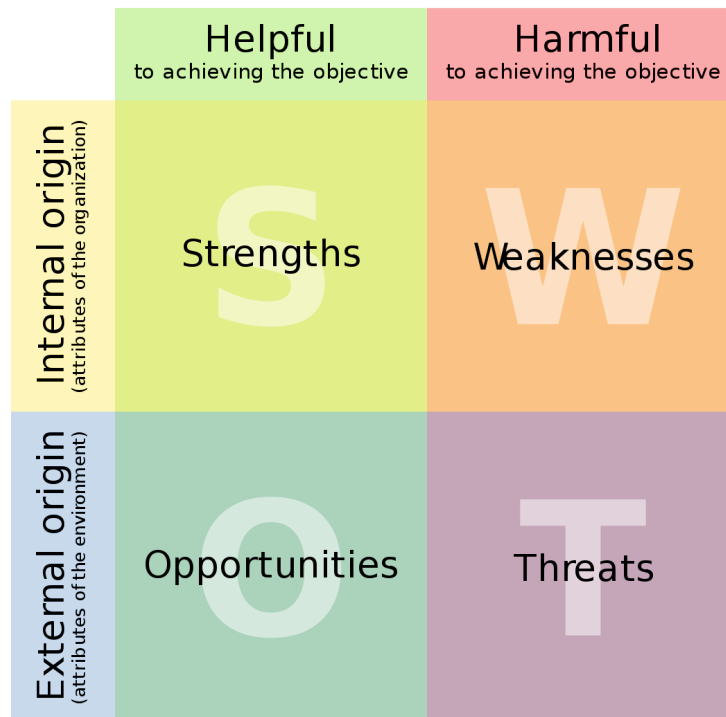 Helpful
to achieving the objective
Harmful
to achieving the objective
Internal origin
(attributes of the organization)
S
Strengths
W
Weaknesses
External origin
(attributes of the environment)
O
Opportunities
T
Threats